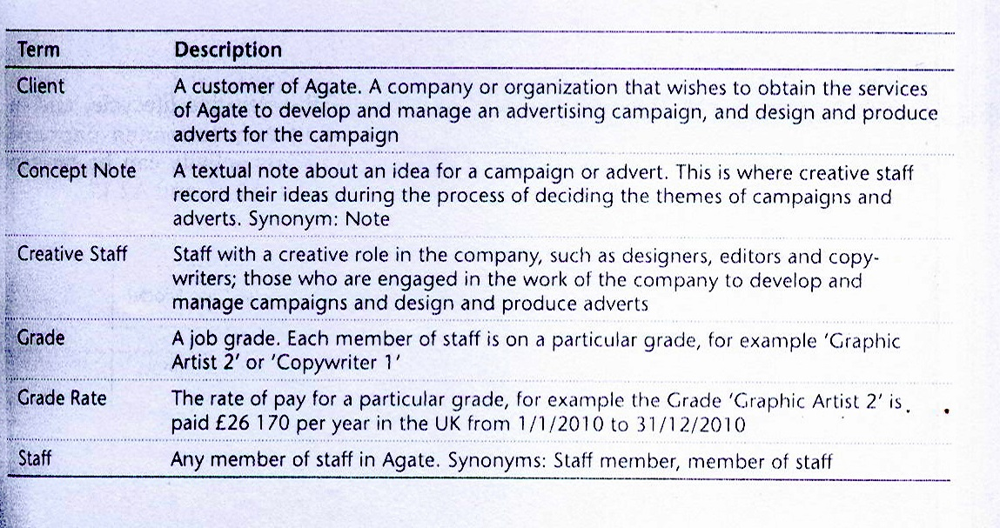 Term Description
Client A customer of Agate. A company or organization that wishes to obtain the services
of Agate to develop and manage an advertising campaign, and design and produce
adverts for the campaign
Concept Note A textual note about an idea for a campaign or advert. This is where creative staff
record their ideas during the process of deciding the themes of campaigns and
adverts. Synonym: Note
Creative Staff Staff with a creative role in the company, such as designers, editors and copy-
writers; those who are engaged in the work of the company to develop and
manage campaigns and design and produce adverts
Grade A job grade. Each member of staff is on a particular grade, for example 'Graphic
Artist 2' or 'Copywriter 1'
Grade Rate The rate of pay for a particular grade, for example the Grade 'Graphic Artist 2' is
paid £26 170 per year in the UK from 1/1/2010 to 31/12/2010
Staff Any member of staff in Agate. Synonyms: Staff member, member of staff